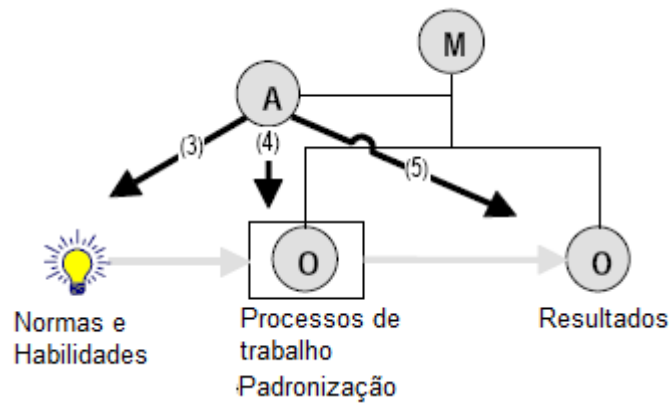 M
A
(3)
(4)
(5)
O
O
Normas e
Habilidades
Processos de
trabalho
Padronização
Resultados